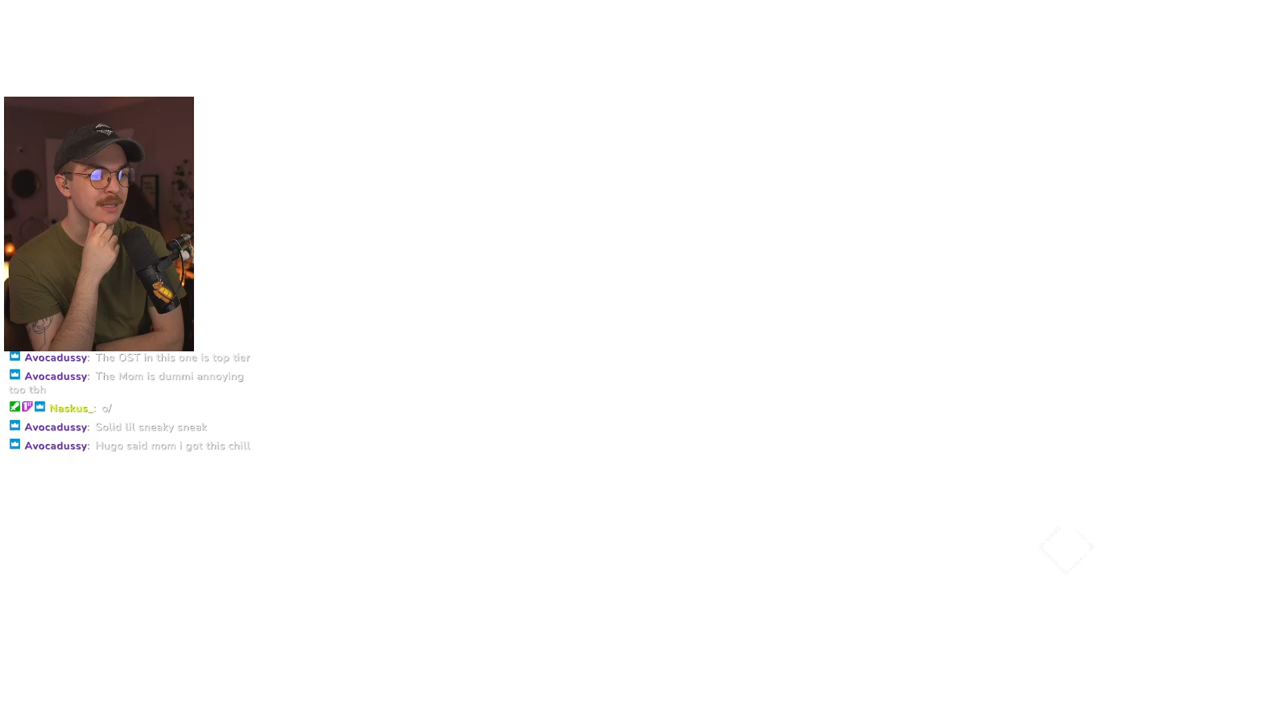 Avocadussy: The OST in this one is top tier
Avocadussy: The Mom is dummi annoying
too tbh
Naskus_: o/
Avocadussy: Solid lil sneaky sneak
Avocadussy: Hugo said mom i got this chill